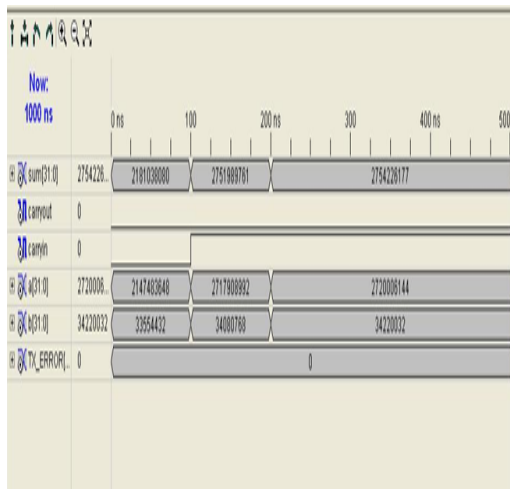 Now:
1000 ns
0 ns 100 200 ns 300 400 ns 500
sum[31:0] 2754226... 2181038080 2751989761 2754226177
carryout 0
carryin 0
a[31:0] 2720006... 2147483648 2717908992 2720006144
b[31:0] 34220032 33554432 34080768 34220032
TX_ERROR[... 0 0